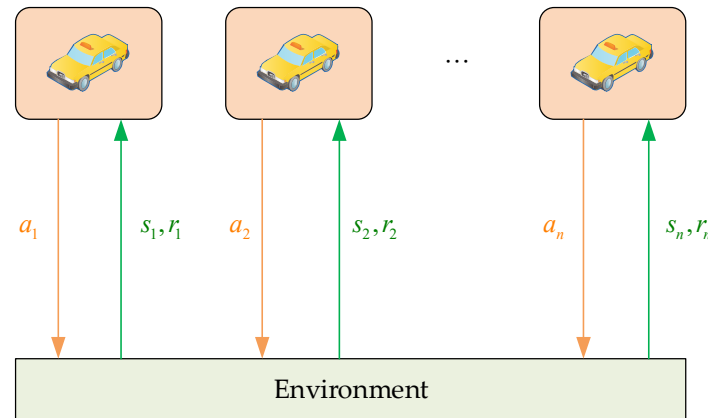 ...
a₁
s₁, r₁
a₂
s₂, r₂
aₙ
sₙ, rₙ
Environment